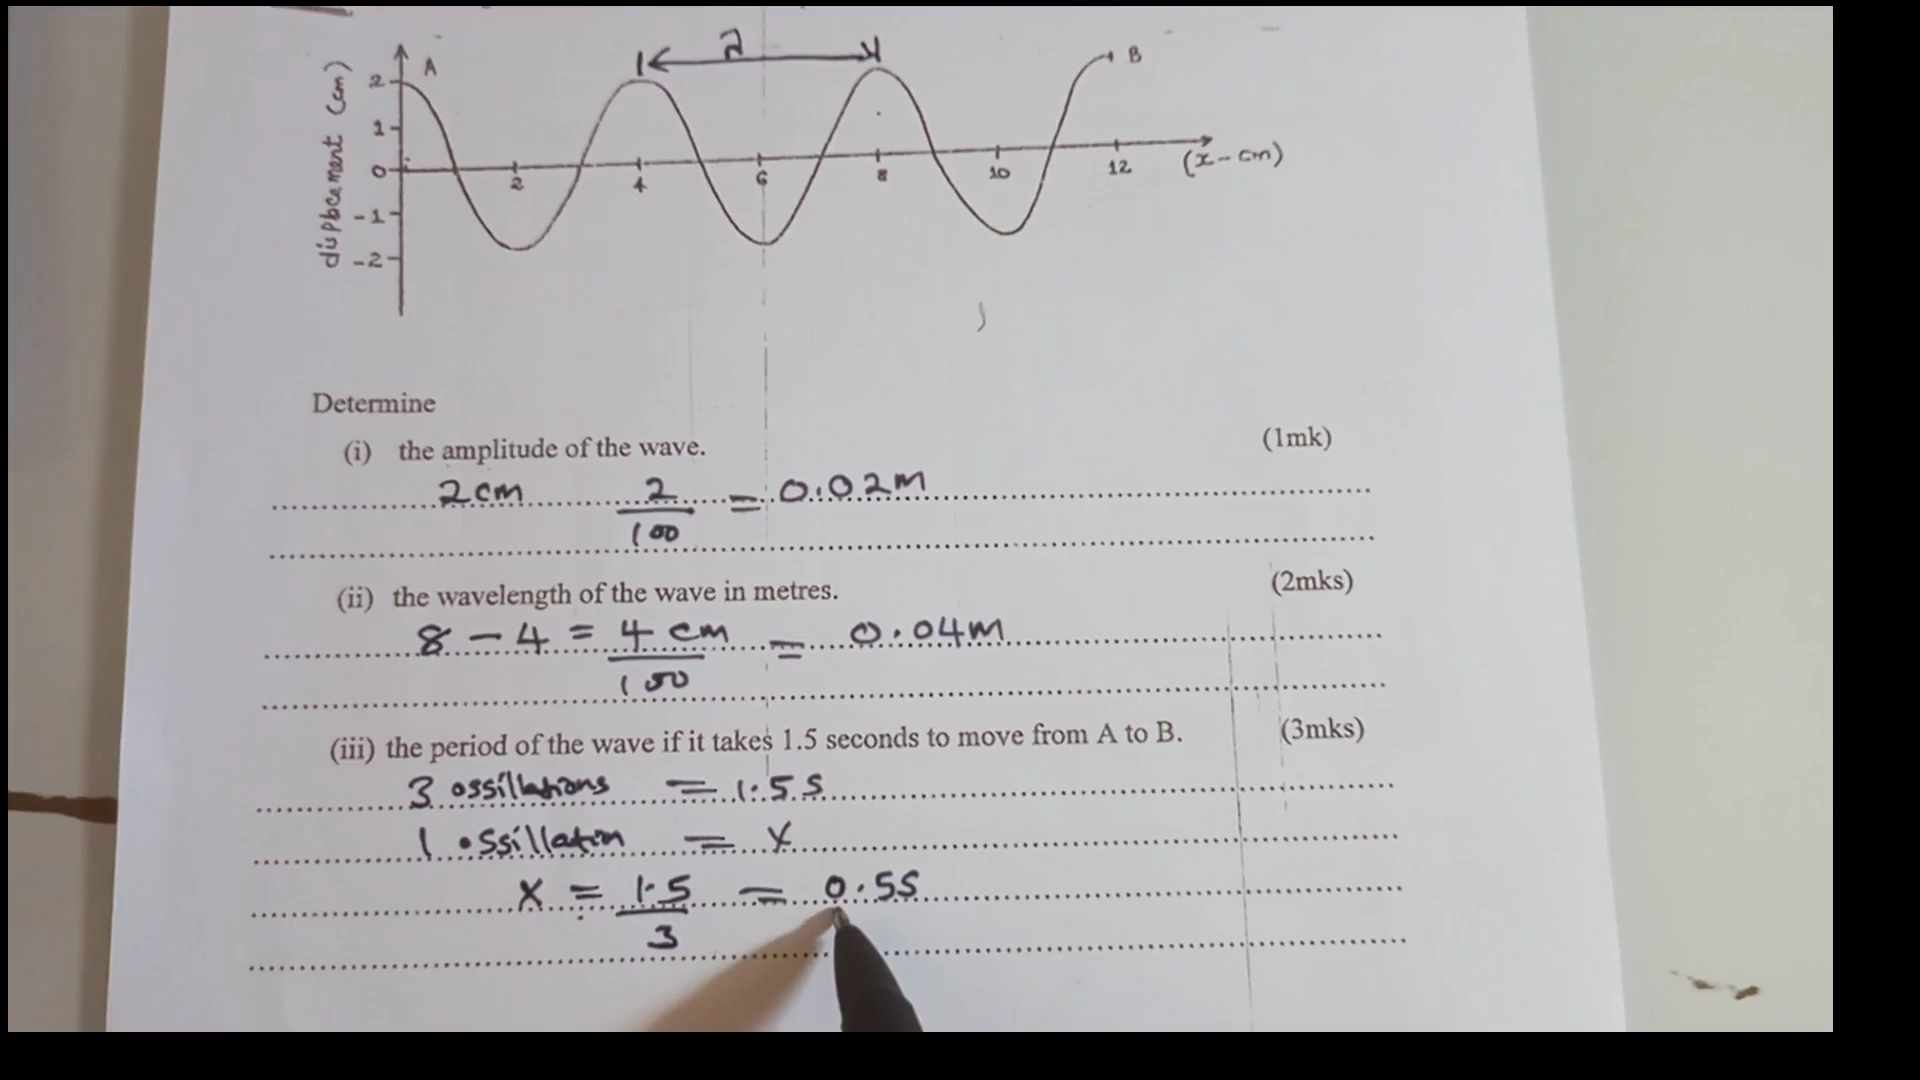 A
λ
B
displacement (cm)
2
1
0
-1
-2
2
4
6
8
10
12
(x-cm)
Determine
(i) the amplitude of the wave. (1mk)
2cm 2/100 = 0.02m
(ii) the wavelength of the wave in metres. (2mks)
8 - 4 = 4 cm/100 = 0.04m
(iii) the period of the wave if it takes 1.5 seconds to move from A to B. (3mks)
3 ossillations = 1.5s
1 ossillation = x
x = 1.5/3 = 0.5s